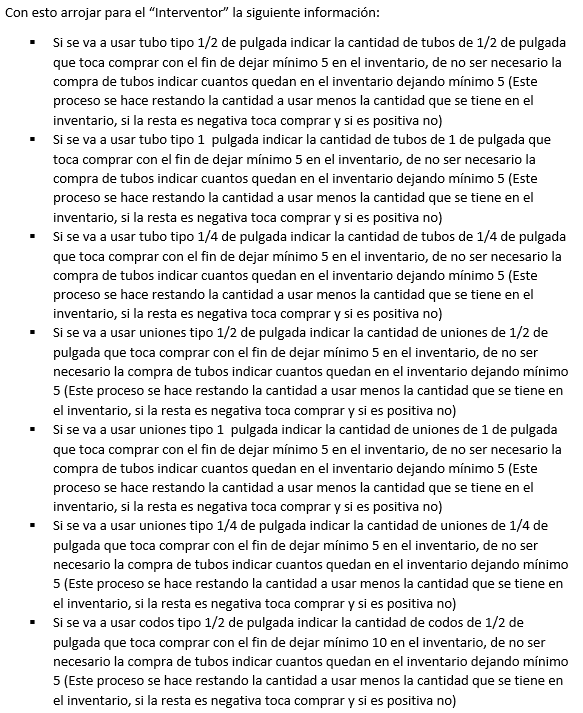 Con esto arrojar para el “Interventor” la siguiente información:
▪ Si se va a usar tubo tipo 1/2 de pulgada indicar la cantidad de tubos de 1/2 de pulgada
que toca comprar con el fin de dejar mínimo 5 en el inventario, de no ser necesario la
compra de tubos indicar cuantos quedan en el inventario dejando mínimo 5 (Este
proceso se hace restando la cantidad a usar menos la cantidad que se tiene en el
inventario, si la resta es negativa toca comprar y si es positiva no)
▪ Si se va a usar tubo tipo 1  pulgada indicar la cantidad de tubos de 1 de pulgada que
toca comprar con el fin de dejar mínimo 5 en el inventario, de no ser necesario la
compra de tubos indicar cuantos quedan en el inventario dejando mínimo 5 (Este
proceso se hace restando la cantidad a usar menos la cantidad que se tiene en el
inventario, si la resta es negativa toca comprar y si es positiva no)
▪ Si se va a usar tubo tipo 1/4 de pulgada indicar la cantidad de tubos de 1/4 de pulgada
que toca comprar con el fin de dejar mínimo 5 en el inventario, de no ser necesario la
compra de tubos indicar cuantos quedan en el inventario dejando mínimo 5 (Este
proceso se hace restando la cantidad a usar menos la cantidad que se tiene en el
inventario, si la resta es negativa toca comprar y si es positiva no)
▪ Si se va a usar uniones tipo 1/2 de pulgada indicar la cantidad de uniones de 1/2 de
pulgada que toca comprar con el fin de dejar mínimo 5 en el inventario, de no ser
necesario la compra de tubos indicar cuantos quedan en el inventario dejando mínimo
5 (Este proceso se hace restando la cantidad a usar menos la cantidad que se tiene en
el inventario, si la resta es negativa toca comprar y si es positiva no)
▪ Si se va a usar uniones tipo 1  pulgada indicar la cantidad de uniones de 1 de pulgada
que toca comprar con el fin de dejar mínimo 5 en el inventario, de no ser necesario la
compra de tubos indicar cuantos quedan en el inventario dejando mínimo 5 (Este
proceso se hace restando la cantidad a usar menos la cantidad que se tiene en el
inventario, si la resta es negativa toca comprar y si es positiva no)
▪ Si se va a usar uniones tipo 1/4 de pulgada indicar la cantidad de uniones de 1/4 de
pulgada que toca comprar con el fin de dejar mínimo 5 en el inventario, de no ser
necesario la compra de tubos indicar cuantos quedan en el inventario dejando mínimo
5 (Este proceso se hace restando la cantidad a usar menos la cantidad que se tiene en
el inventario, si la resta es negativa toca comprar y si es positiva no)
▪ Si se va a usar codos tipo 1/2 de pulgada indicar la cantidad de codos de 1/2 de
pulgada que toca comprar con el fin de dejar mínimo 10 en el inventario, de no ser
necesario la compra de tubos indicar cuantos quedan en el inventario dejando mínimo
5 (Este proceso se hace restando la cantidad a usar menos la cantidad que se tiene en
el inventario, si la resta es negativa toca comprar y si es positiva no)